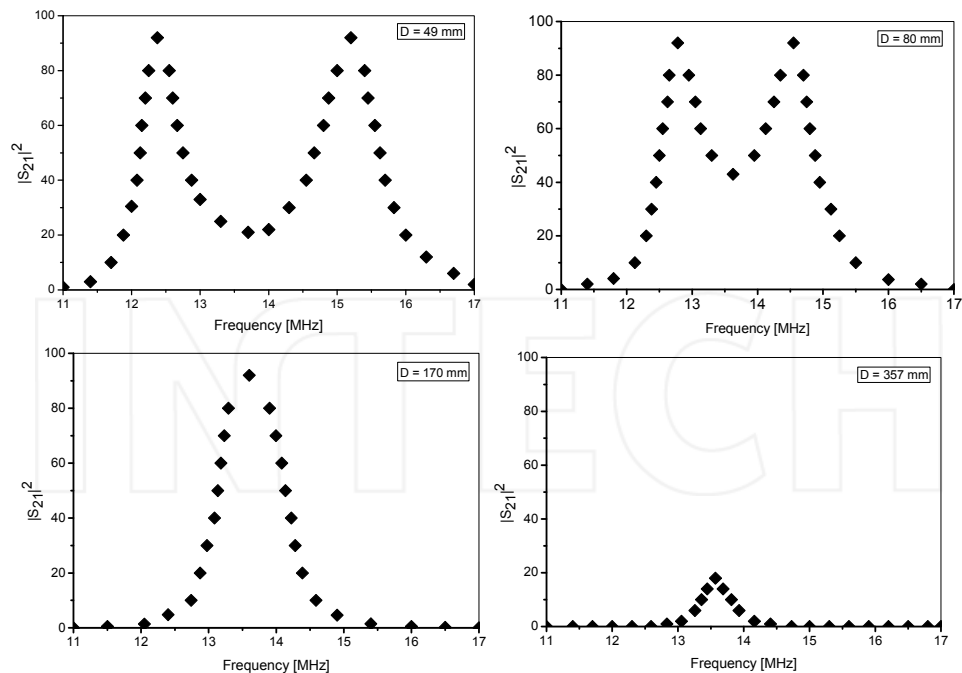 D = 49 mm
|S21|2
100
80
60
40
20
0
11 12 13 14 15 16 17
Frequency [MHz]
D = 80 mm
|S21|2
100
80
60
40
20
0
11 12 13 14 15 16 17
Frequency [MHz]
D = 170 mm
|S21|2
100
80
60
40
20
0
11 12 13 14 15 16 17
Frequency [MHz]
D = 357 mm
|S21|2
100
80
60
40
20
0
11 12 13 14 15 16 17
Frequency [MHz]
INTECH